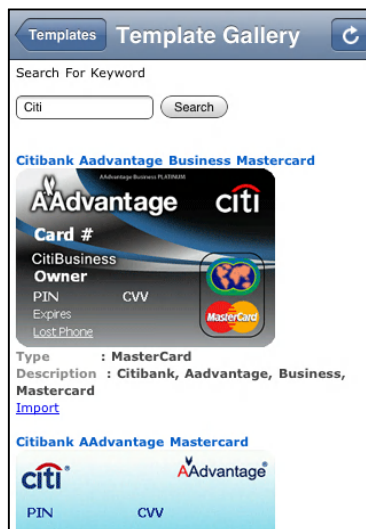 Templates
Template Gallery
Search For Keyword
Citi
Search
Citibank Aadvantage Business Mastercard
AAdvantage Business PLATINUM
AAdvantage
citi
Card #
CitiBusiness
Owner
PIN CVV
Expires
Lost Phone
MasterCard
Type : MasterCard
Description : Citibank, Aadvantage, Business,
Mastercard
Import
Citibank AAdvantage Mastercard
citi®
AAdvantage®
PIN CVV